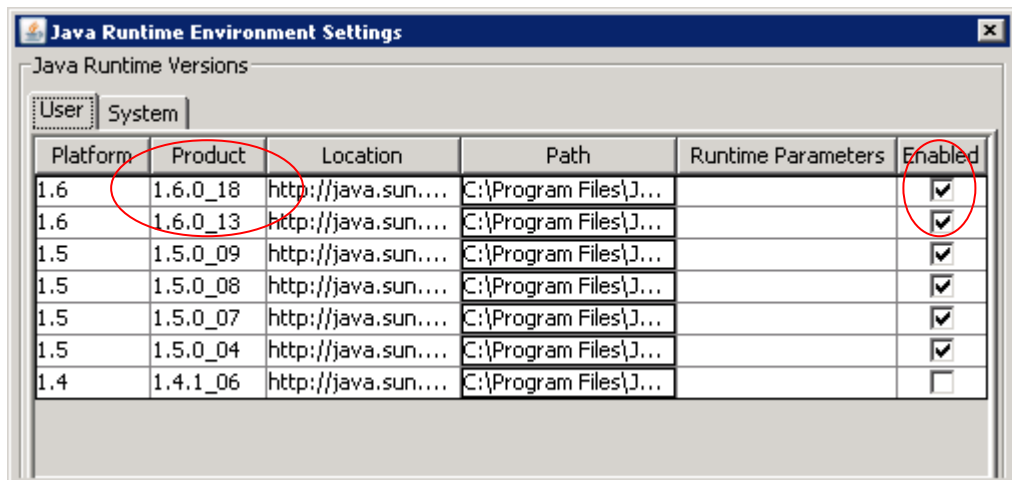 Java Runtime Environment Settings
Java Runtime Versions
User System
Platform Product Location Path Runtime Parameters Enabled
1.6 1.6.0_18 http://java.sun.... C:\Program Files\J...
1.6 1.6.0_13 http://java.sun.... C:\Program Files\J...
1.5 1.5.0_09 http://java.sun.... C:\Program Files\J...
1.5 1.5.0_08 http://java.sun.... C:\Program Files\J...
1.5 1.5.0_07 http://java.sun.... C:\Program Files\J...
1.5 1.5.0_04 http://java.sun.... C:\Program Files\J...
1.4 1.4.1_06 http://java.sun.... C:\Program Files\J...